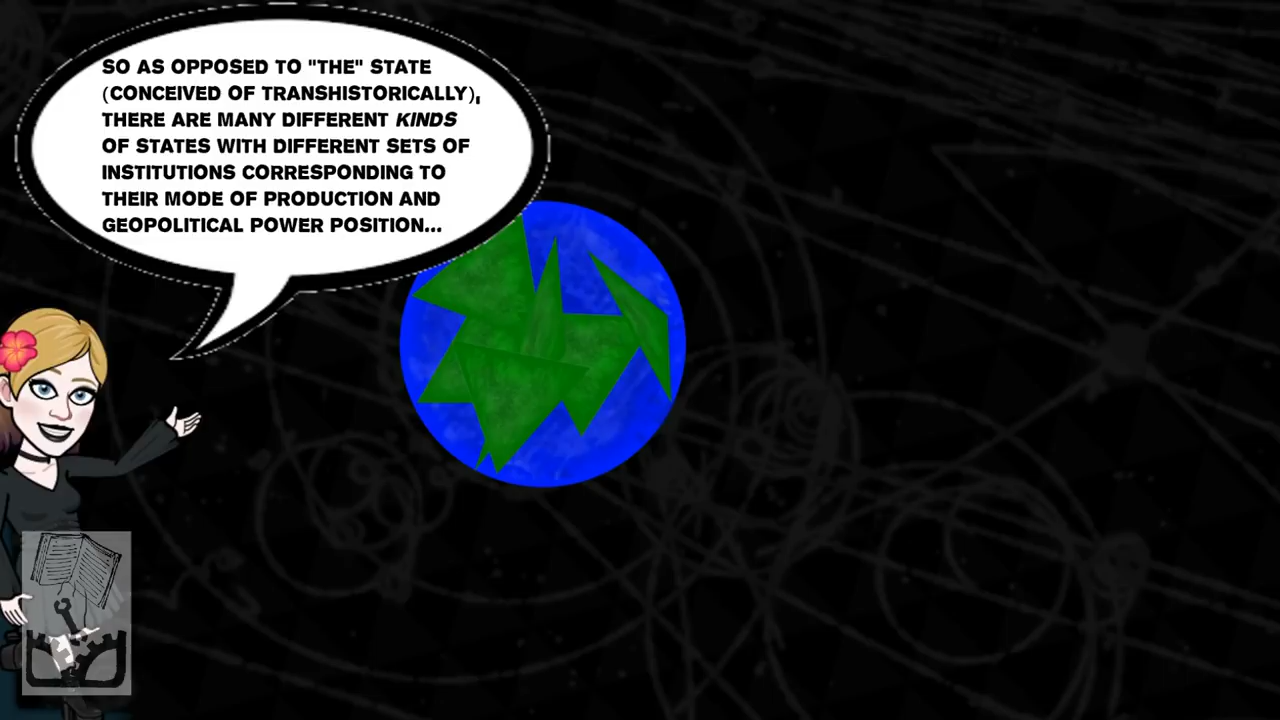 SO AS OPPOSED TO "THE" STATE
(CONCEIVED OF TRANSHISTORICALLY),
THERE ARE MANY DIFFERENT KINDS
OF STATES WITH DIFFERENT SETS OF
INSTITUTIONS CORRESPONDING TO
THEIR MODE OF PRODUCTION AND
GEOPOLITICAL POWER POSITION...